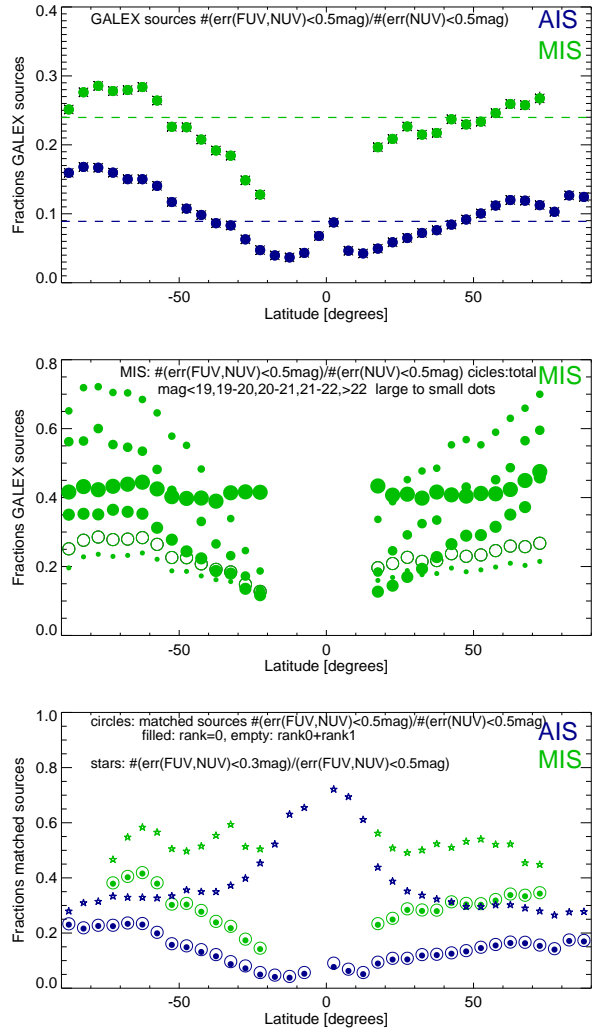 GALEX sources #(err(FUV,NUV)<0.5mag)/#(err(NUV)<0.5mag)
AIS
MIS
Fractions GALEX sources
0.4
0.3
0.2
0.1
0.0
-50
0
50
Latitude [degrees]
MIS: #(err(FUV,NUV)<0.5mag)/#(err(NUV)<0.5mag) cicles:total
mag<19,19-20,20-21,21-22,>22 large to small dots
MIS
Fractions GALEX sources
0.8
0.6
0.4
0.2
0.0
-50
0
50
Latitude [degrees]
circles: matched sources #(err(FUV,NUV)<0.5mag)/#(err(NUV)<0.5mag)
filled: rank=0, empty: rank0+rank1
stars: #(err(FUV,NUV)<0.3mag)/(err(FUV,NUV)<0.5mag)
AIS
MIS
Fractions matched sources
1.0
0.8
0.6
0.4
0.2
0.0
-50
0
50
Latitude [degrees]